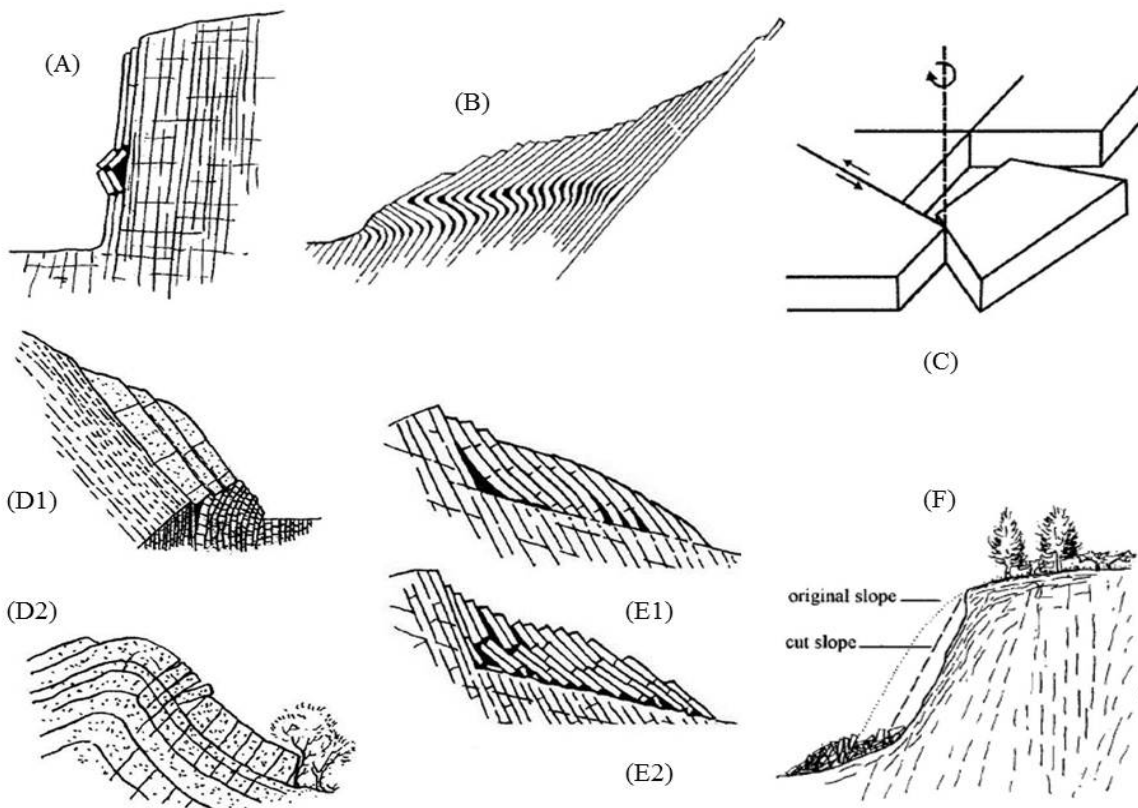 (A)
(B)
(C)
(D1)
(D2)
(E1)
(E2)
(F)
original slope
cut slope